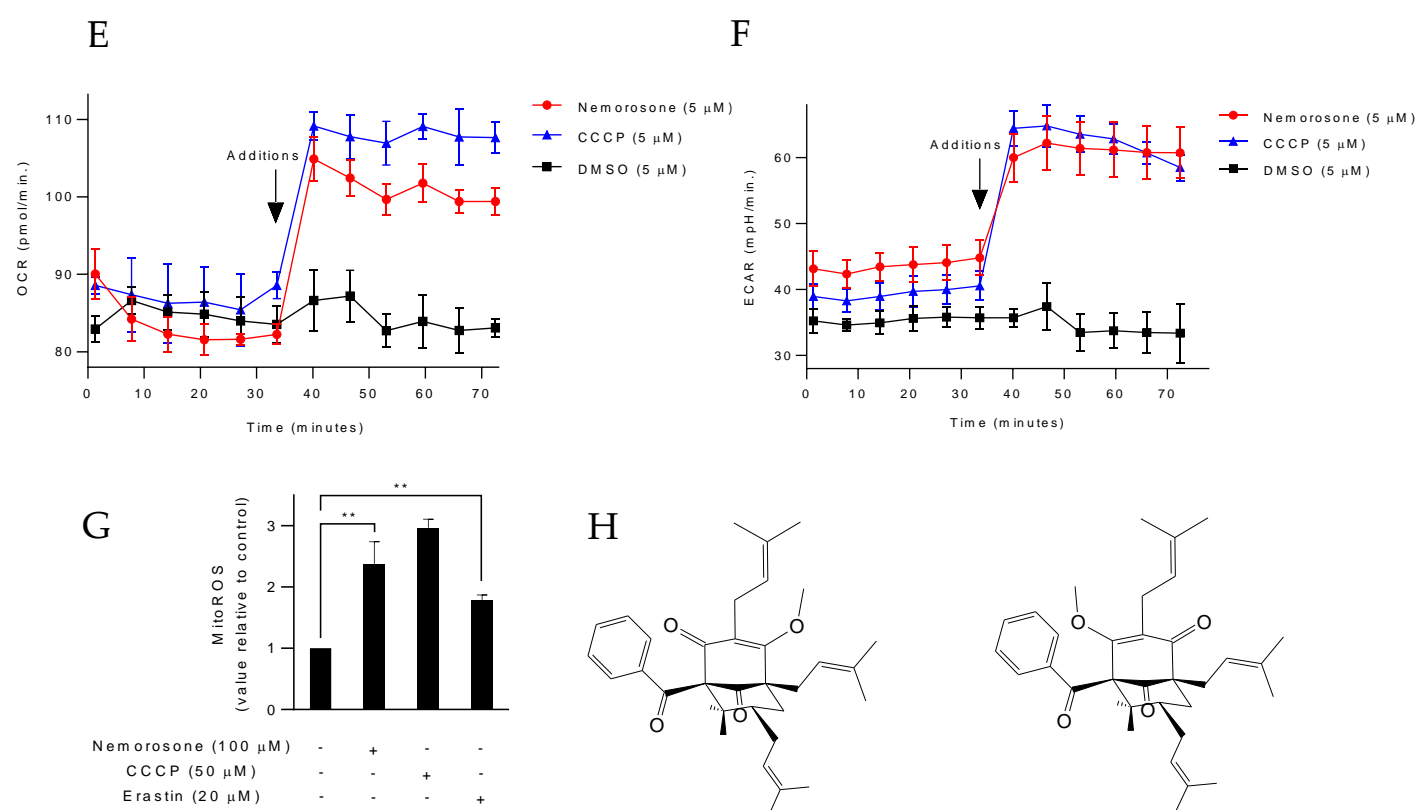 E
OCR (pmol/min.)
110
100
90
80
0 10 20 30 40 50 60 70
Time (minutes)
Additions
Nemorosone (5 µM)
CCCP (5 µM)
DMSO (5 µM)
F
ECAR (mpH/min.)
60
50
40
30
0 10 20 30 40 50 60 70
Time (minutes)
Additions
Nemorosone (5 µM)
CCCP (5 µM)
DMSO (5 µM)
G
MitoROS
(value relative to control)
3
2
1
0
**
**
Nemorosone (100 µM) - + - -
CCCP (50 µM) - - + -
Erastin (20 µM) - - - +
H
O
O
O
O
O
O
O
O